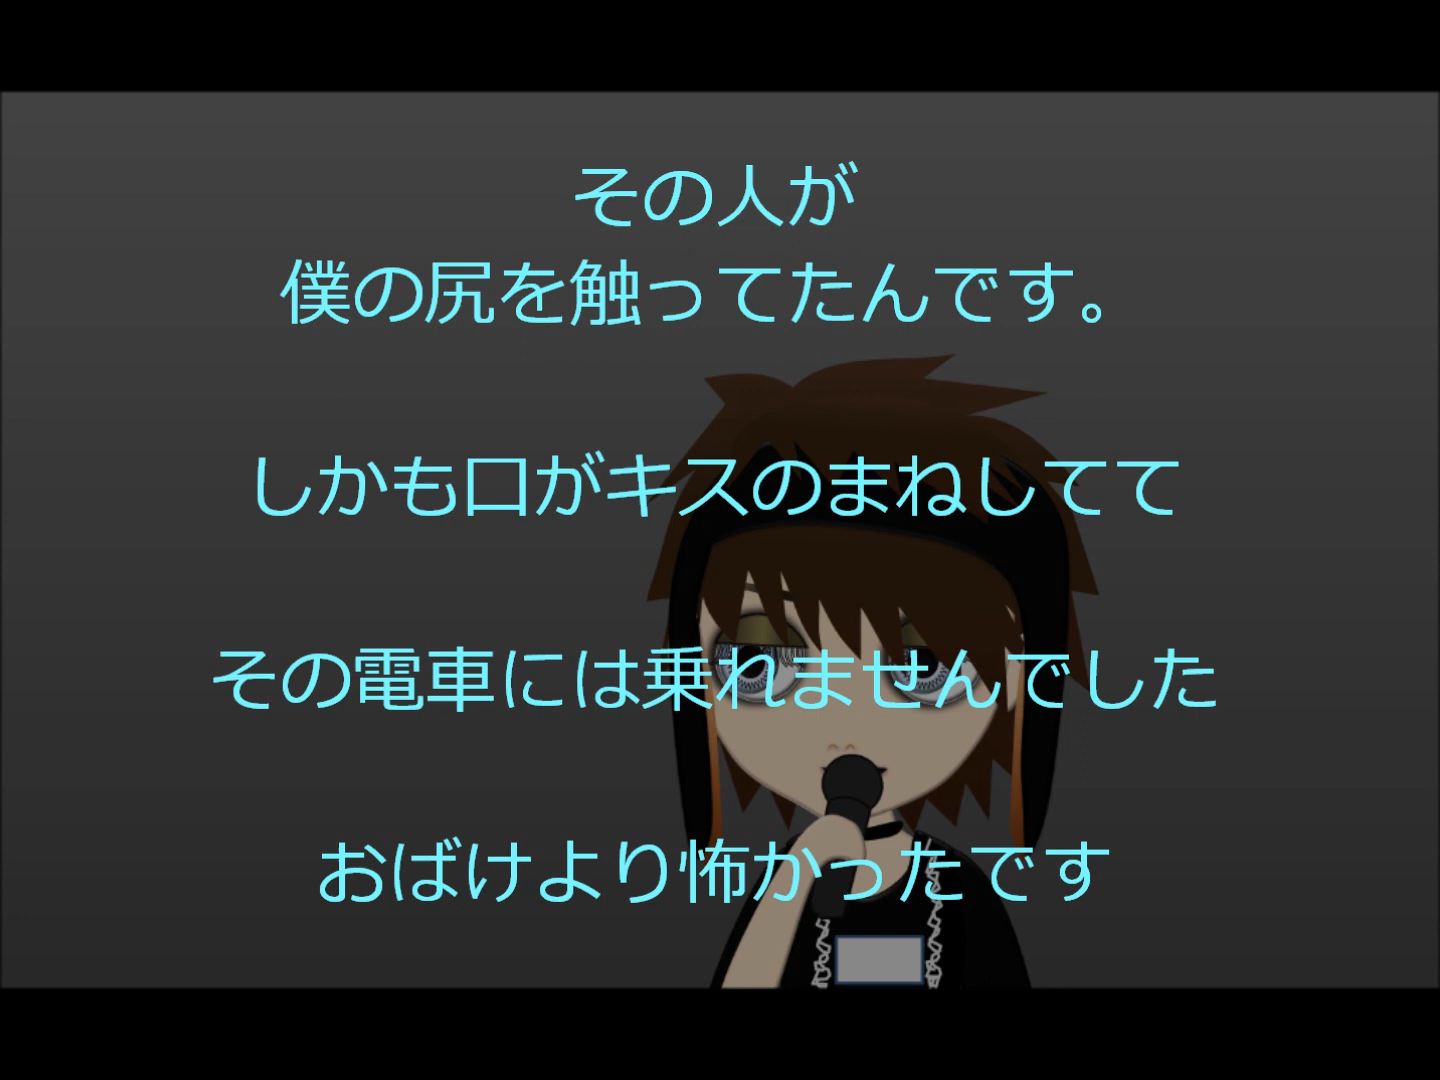 その人が
僕の尻を触ってたんです。
しかも口がキスのまねしてて
その電車には乗れませんでした
おばけより怖かったです